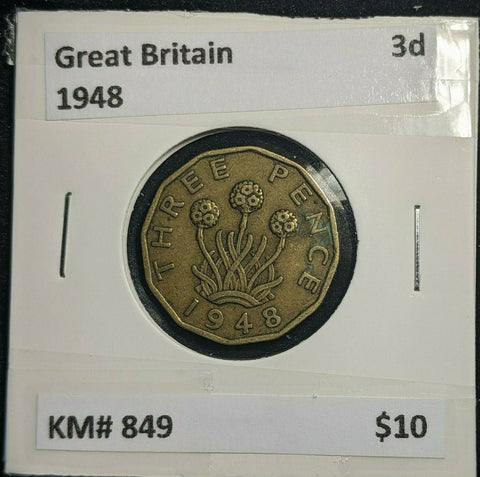 Great Britain 3d
1948
THREE PENCE
1948
KM# 849 $10